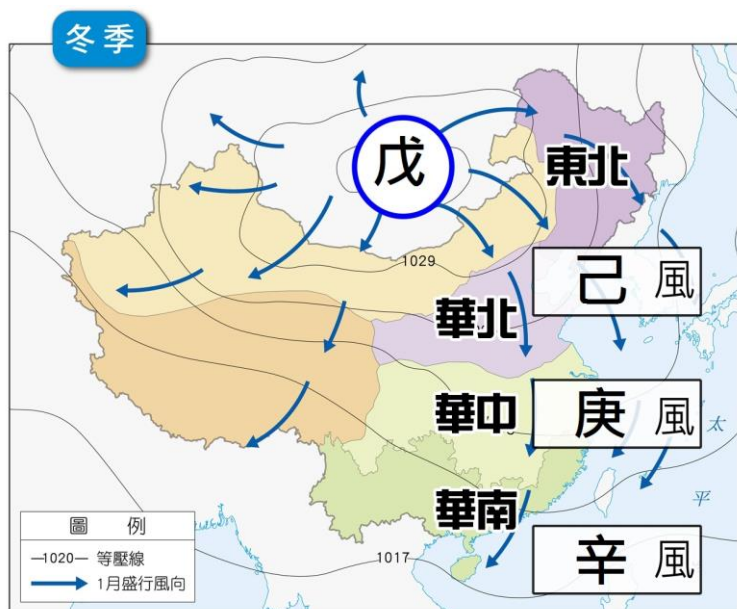 冬季
戊
東北
1029
己 風
華北
華中
庚 風
太
平
華南
辛 風
1017
圖 例
—1020— 等壓線
1月盛行風向